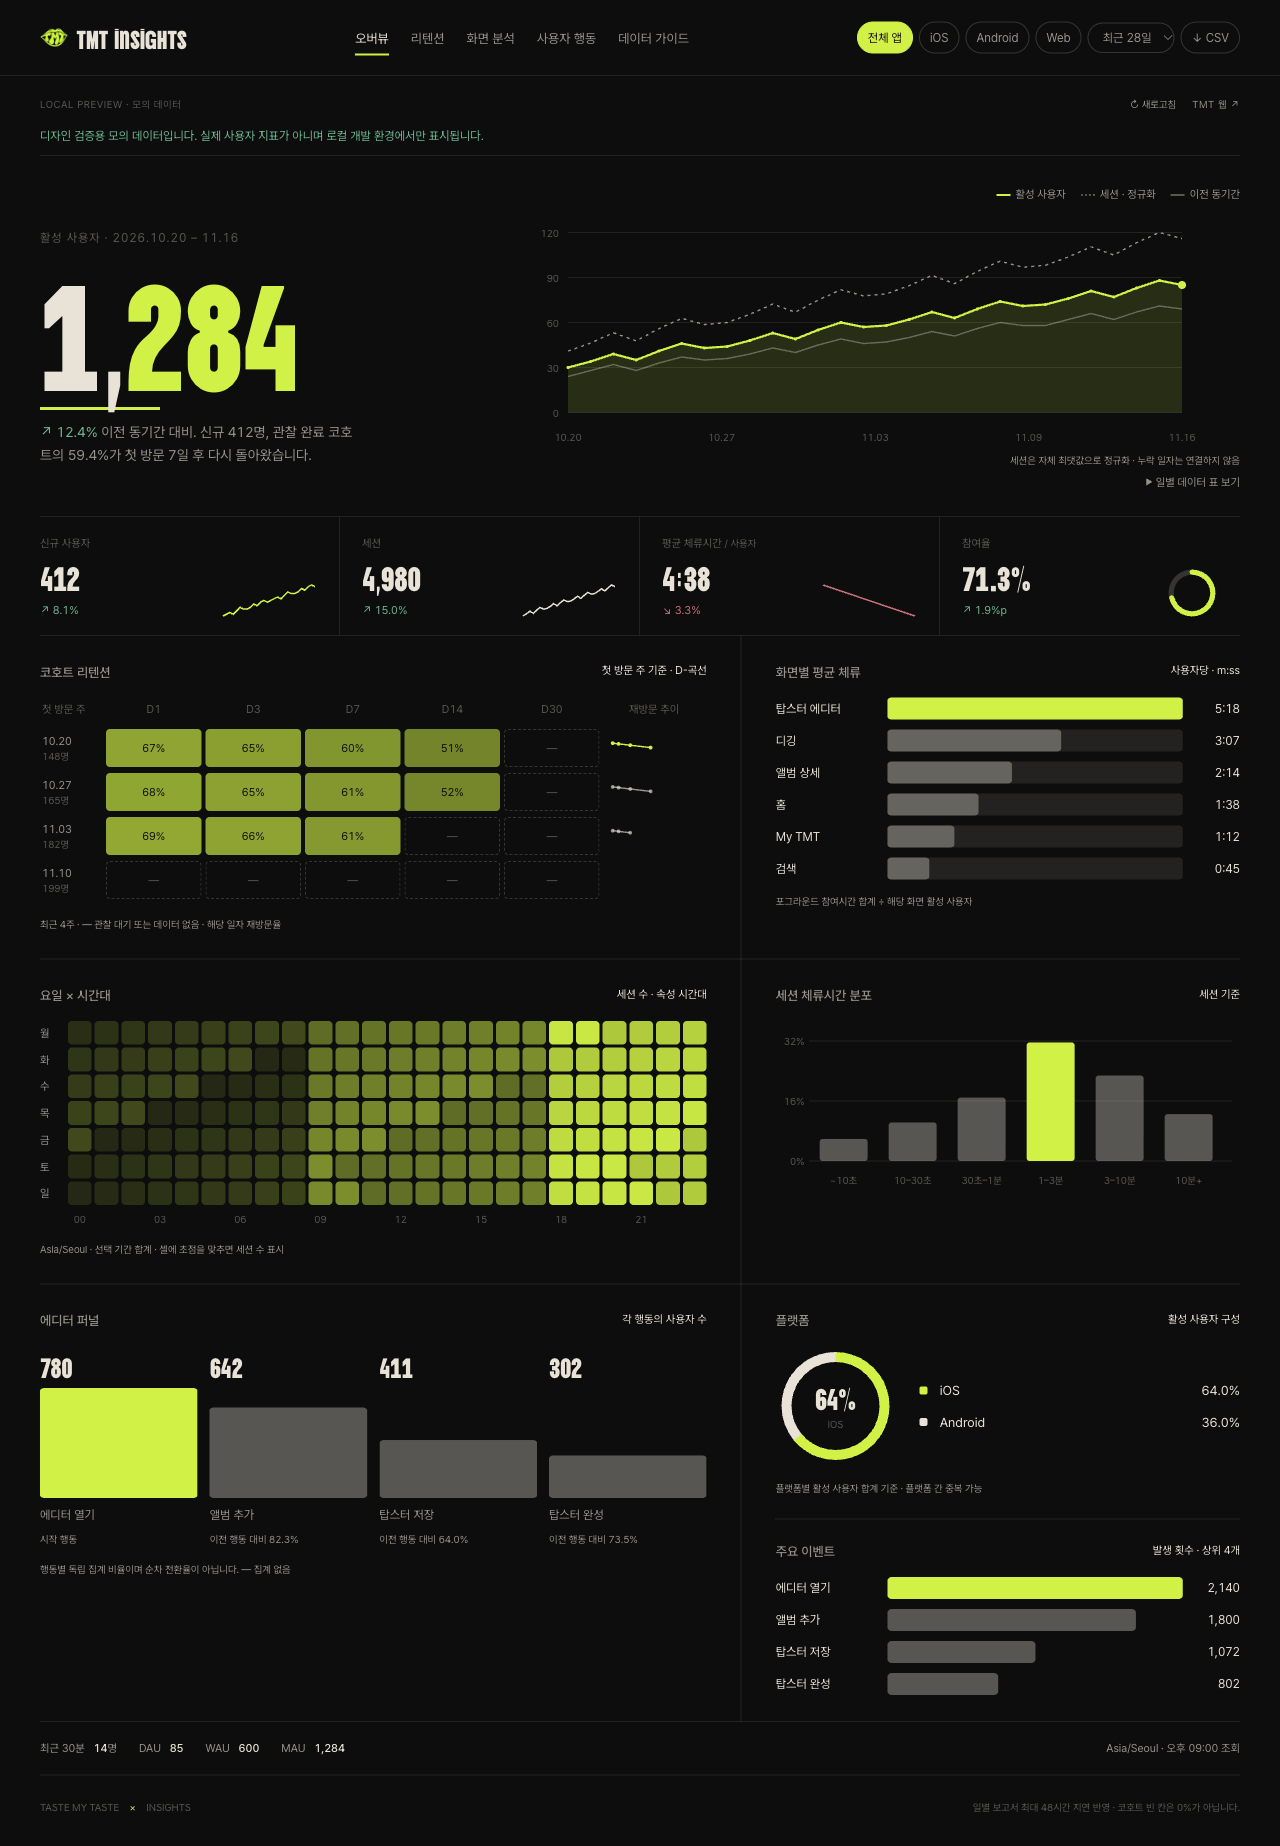 TMT iNSiGHTS
오버뷰 리텐션 화면 분석 사용자 행동 데이터 가이드
전체 앱 iOS Android Web 최근 28일 ↓ CSV
LOCAL PREVIEW · 모의 데이터
↻ 새로고침 TMT 웹 ↗
디자인 검증용 모의 데이터입니다. 실제 사용자 지표가 아니며 로컬 개발 환경에서만 표시됩니다.
활성 사용자 세션 · 정규화 이전 동기간
활성 사용자 · 2026.10.20 – 11.16
1,284
↗ 12.4% 이전 동기간 대비. 신규 412명, 관찰 완료 코호
트의 59.4%가 첫 방문 7일 후 다시 돌아왔습니다.
120
90
60
30
0
10.20 10.27 11.03 11.09 11.16
세션은 자체 최댓값으로 정규화 · 누락 일자는 연결하지 않음
▶ 일별 데이터 표 보기
신규 사용자
412
↗ 8.1%
세션
4,980
↗ 15.0%
평균 체류시간 / 사용자
4:38
↘ 3.3%
참여율
71.3%
↗ 1.9%p
코호트 리텐션
첫 방문 주 기준 · D-곡선
첫 방문 주 D1 D3 D7 D14 D30 재방문 추이
10.20
148명
67% 65% 60% 51% —
10.27
165명
68% 65% 61% 52% —
11.03
182명
69% 66% 61% — —
11.10
199명
— — — — —
최근 4주 · — 관찰 대기 또는 데이터 없음 · 해당 일자 재방문율
화면별 평균 체류
사용자당 · m:ss
탑스터 에디터 5:18
디깅 3:07
앨범 상세 2:14
홈 1:38
My TMT 1:12
검색 0:45
포그라운드 참여시간 합계 ÷ 해당 화면 활성 사용자
요일 × 시간대
세션 수 · 속성 시간대
월
화
수
목
금
토
일
00 03 06 09 12 15 18 21
Asia/Seoul · 선택 기간 합계 · 셀에 초점을 맞추면 세션 수 표시
세션 체류시간 분포
세션 기준
32%
16%
0%
~10초 10–30초 30초–1분 1–3분 3–10분 10분+
에디터 퍼널
각 행동의 사용자 수
780 642 411 302
에디터 열기 앨범 추가 탑스터 저장 탑스터 완성
시작 행동 이전 행동 대비 82.3% 이전 행동 대비 64.0% 이전 행동 대비 73.5%
행동별 독립 집계 비율이며 순차 전환율이 아닙니다. — 집계 없음
플랫폼
활성 사용자 구성
64%
IOS
iOS 64.0%
Android 36.0%
플랫폼별 활성 사용자 합계 기준 · 플랫폼 간 중복 가능
주요 이벤트
발생 횟수 · 상위 4개
에디터 열기 2,140
앨범 추가 1,800
탑스터 저장 1,072
탑스터 완성 802
최근 30분 14명 DAU 85 WAU 600 MAU 1,284
Asia/Seoul · 오후 09:00 조회
TASTE MY TASTE × INSIGHTS
일별 보고서 최대 48시간 지연 반영 · 코호트 빈 칸은 0%가 아닙니다.